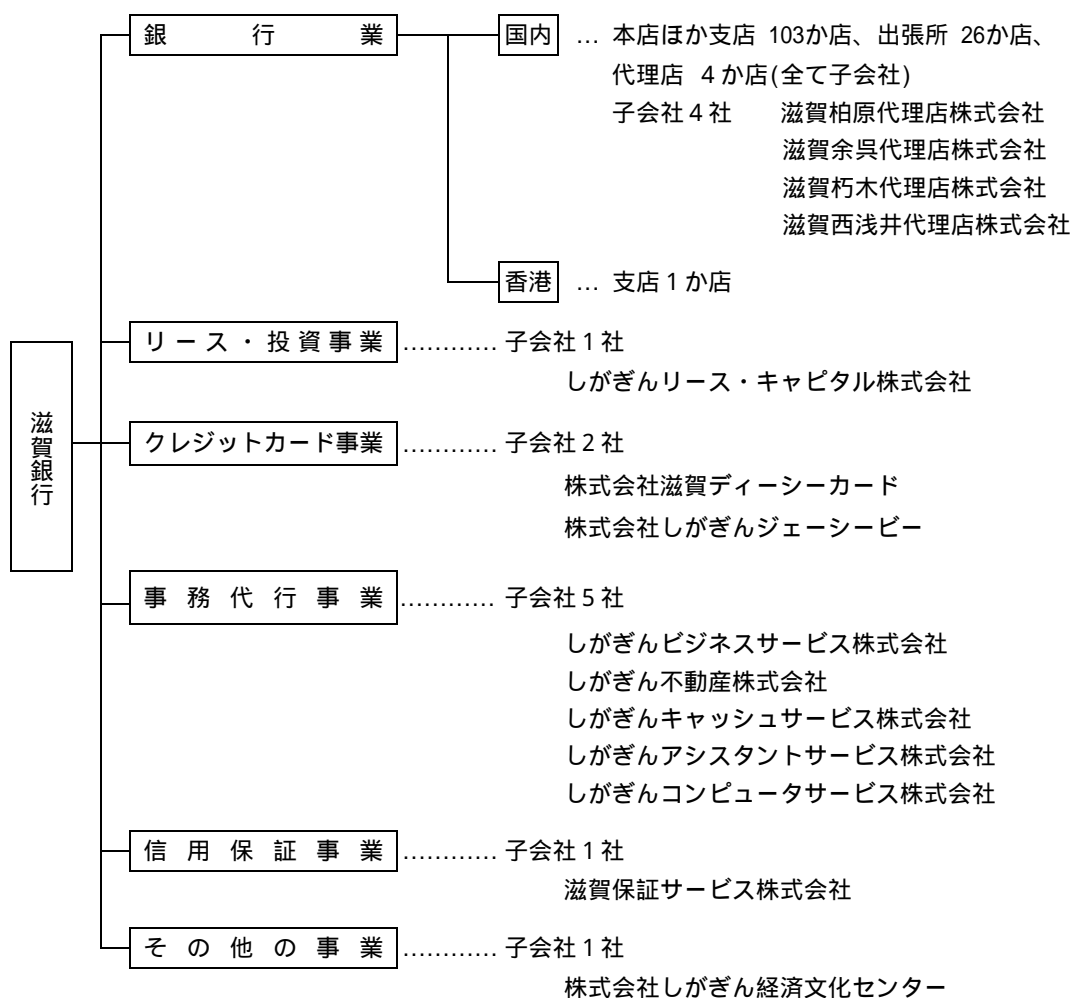 銀行業
国内 … 本店ほか支店 103か店、出張所 26か店、
代理店 4か店(全て子会社)
子会社4社 滋賀柏原代理店株式会社
滋賀余呉代理店株式会社
滋賀朽木代理店株式会社
滋賀西浅井代理店株式会社
香港 … 支店1か店
滋賀銀行
リース・投資事業 ………… 子会社1社
しがぎんリース・キャピタル株式会社
クレジットカード事業 ………… 子会社2社
株式会社滋賀ディーシーカード
株式会社しがぎんジェーシービー
事務代行事業 ………… 子会社5社
しがぎんビジネスサービス株式会社
しがぎん不動産株式会社
しがぎんキャッシュサービス株式会社
しがぎんアシスタントサービス株式会社
しがぎんコンピュータサービス株式会社
信用保証事業 ………… 子会社1社
滋賀保証サービス株式会社
その他の事業 ………… 子会社1社
株式会社しがぎん経済文化センター